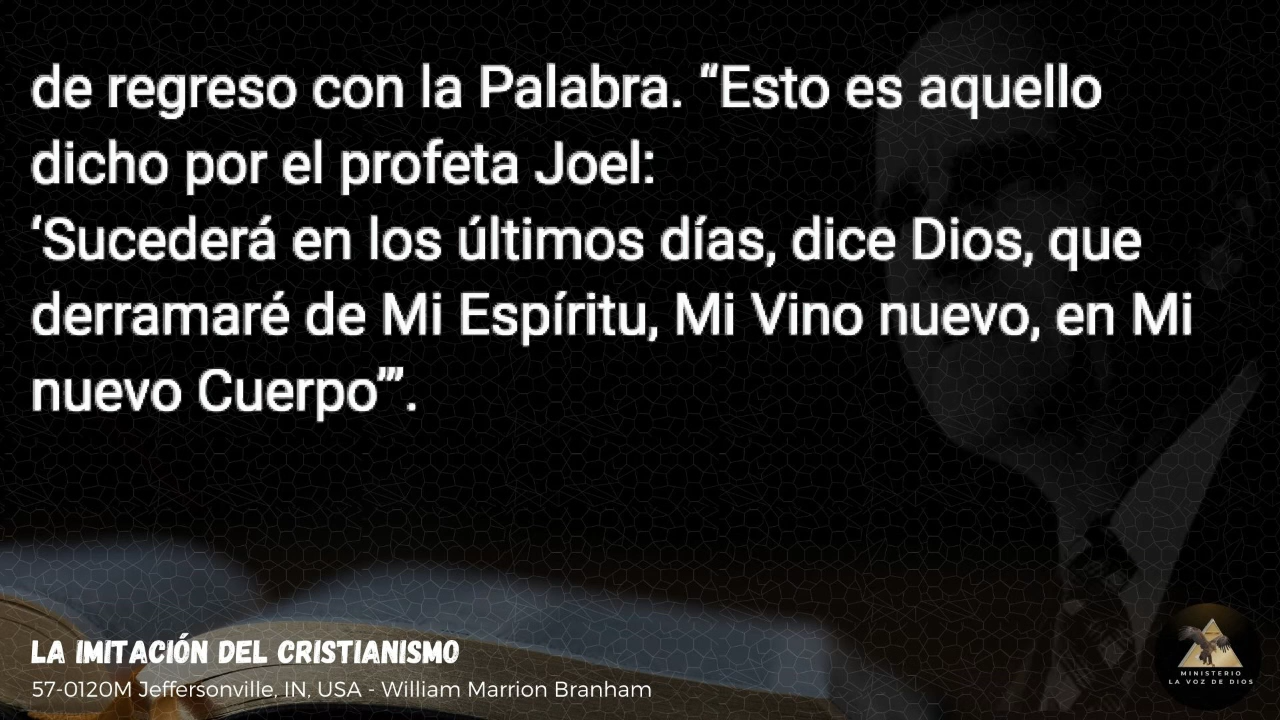 de regreso con la Palabra. “Esto es aquello
dicho por el profeta Joel:
‘Sucederá en los últimos días, dice Dios, que
derramaré de Mi Espíritu, Mi Vino nuevo, en Mi
nuevo Cuerpo’”.
LA IMITACIÓN DEL CRISTIANISMO
57-0120M Jeffersonville, IN, USA - William Marrion Branham
MINISTERIO
LA VOZ DE DIOS